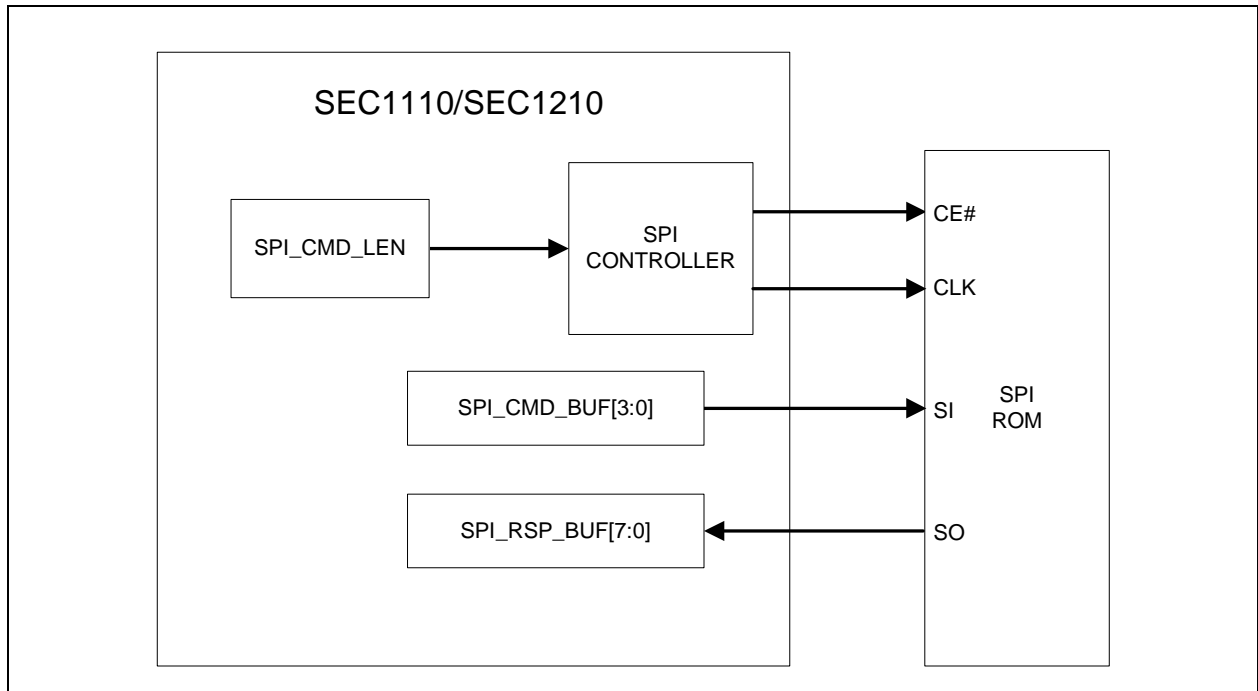 SEC1110/SEC1210
SPI_CMD_LEN
SPI
CONTROLLER
CE#
CLK
SPI_CMD_BUF[3:0]
SI
SPI
ROM
SPI_RSP_BUF[7:0]
SO